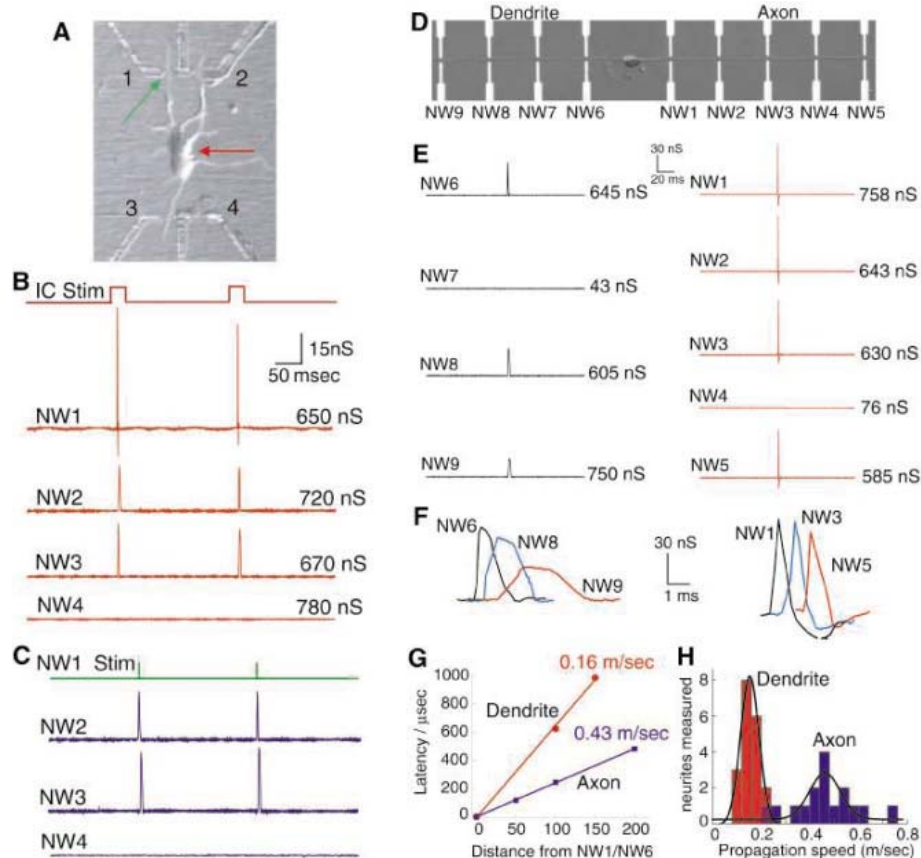 A
1
2
3
4
B
IC Stim
15nS
50 msec
NW1
650 nS
NW2
720 nS
NW3
670 nS
NW4
780 nS
C
NW1 Stim
NW2
NW3
NW4
D
Dendrite
Axon
NW9 NW8 NW7 NW6 NW1 NW2 NW3 NW4 NW5
E
30 nS
20 ms
NW6
645 nS
NW7
43 nS
NW8
605 nS
NW9
750 nS
NW1
758 nS
NW2
643 nS
NW3
630 nS
NW4
76 nS
NW5
585 nS
F
NW6
NW8
NW9
30 nS
1 ms
NW1
NW3
NW5
G
Latency / μsec
1000
800
600
400
200
0
0.16 m/sec
Dendrite
0.43 m/sec
Axon
0 50 100 150 200
Distance from NW1/NW6
H
neurites measured
8
6
4
2
0
Dendrite
Axon
0.2 0.4 0.6 0.8
Propagation speed (m/sec)